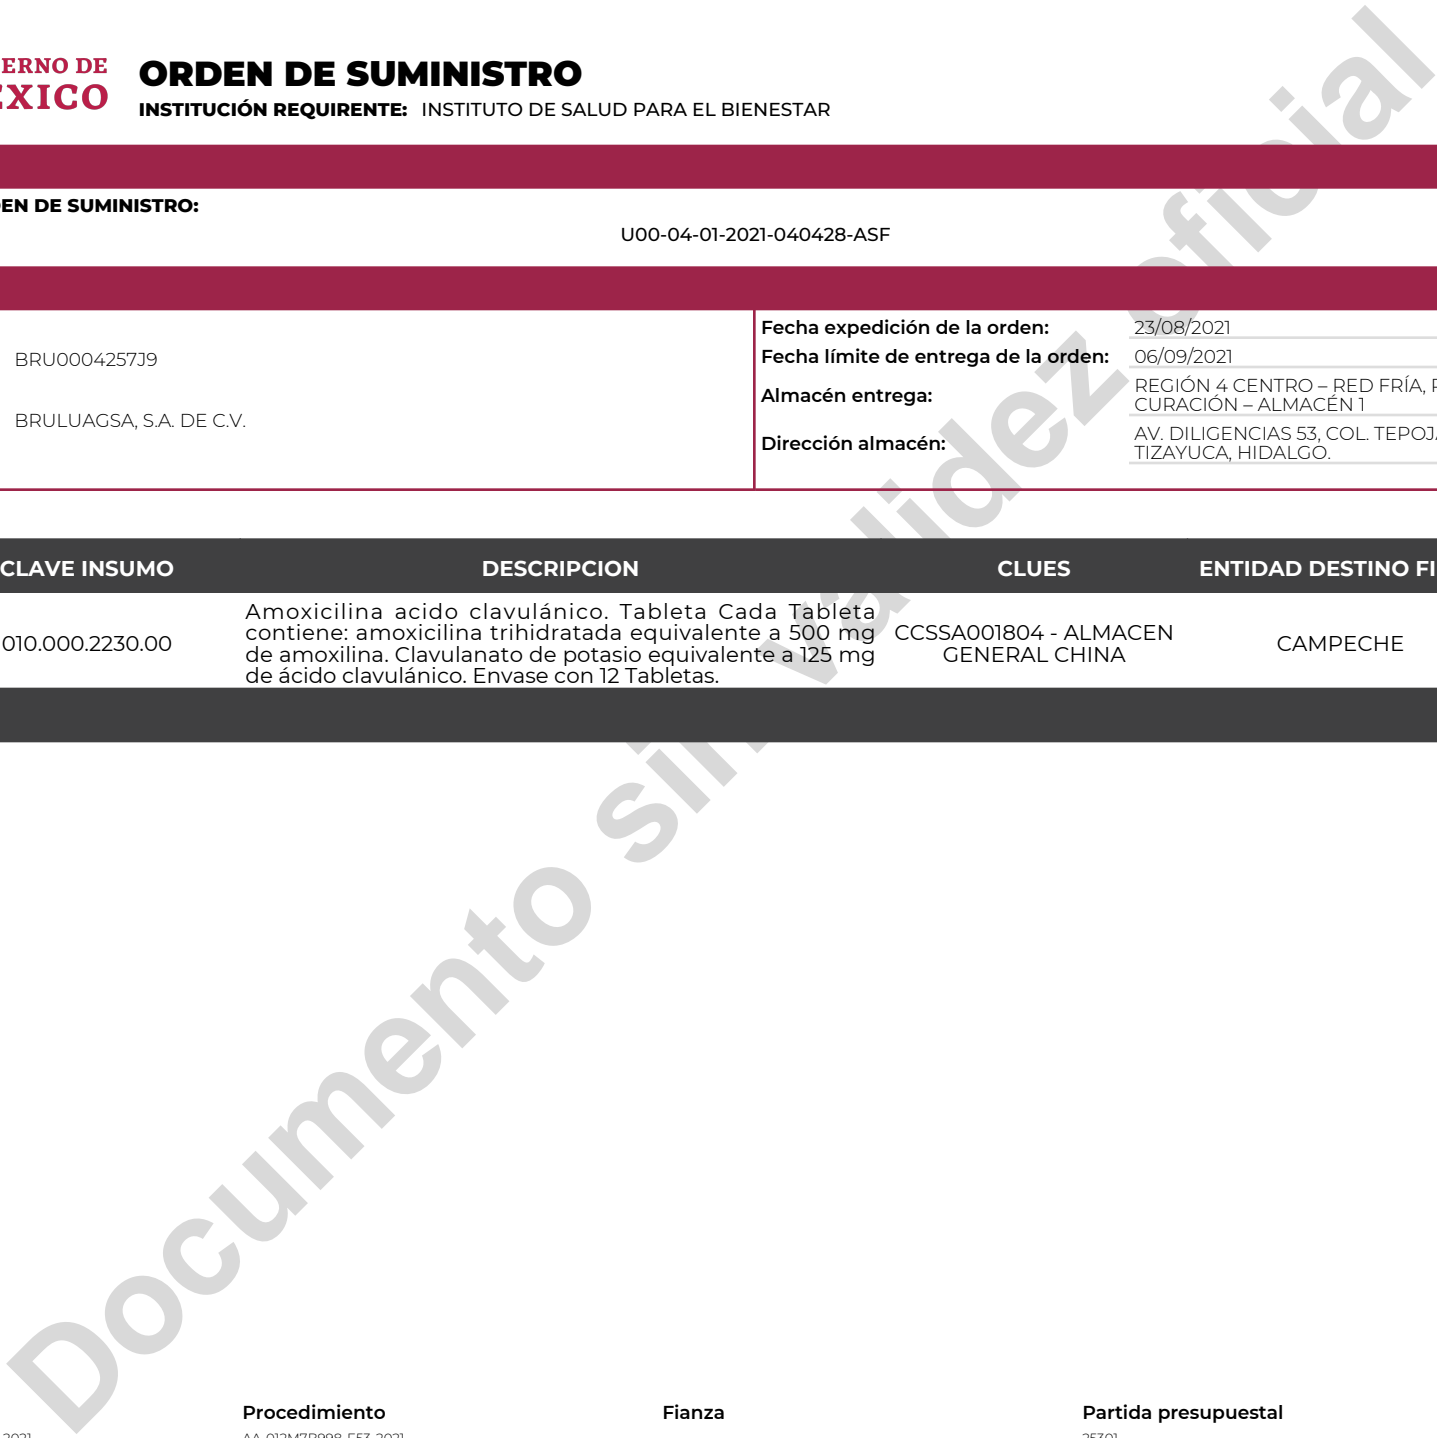 ERNO DE
ORDEN DE SUMINISTRO
XICO
INSTITUCIÓN REQUIRENTE: INSTITUTO DE SALUD PARA EL BIENESTAR
EN DE SUMINISTRO:
U00-04-01-2021-040428-ASF
BRU0004257J9
BRULUAGSA, S.A. DE C.V.
Fecha expedición de la orden: 23/08/2021
Fecha límite de entrega de la orden: 06/09/2021
Almacén entrega: REGIÓN 4 CENTRO – RED FRÍA,
CURACIÓN – ALMACÉN 1
Dirección almacén: AV. DILIGENCIAS 53, COL.
TIZAYUCA, HIDALGO.
CLAVE INSUMO DESCRIPCION CLUES ENTIDAD DESTINO
010.000.2230.00
Amoxicilina acido clavulánico. Tableta Cada Tableta
contiene: amoxicilina trihidratada equivalente a 500 mg
de amoxilina. Clavulanato de potasio equivalente a 125 mg
de ácido clavulánico. Envase con 12 Tabletas.
CCSSA001804 - ALMACEN
GENERAL CHINA
CAMPECHE
Documento sin validez oficial
Procedimiento Fianza Partida presupuestal